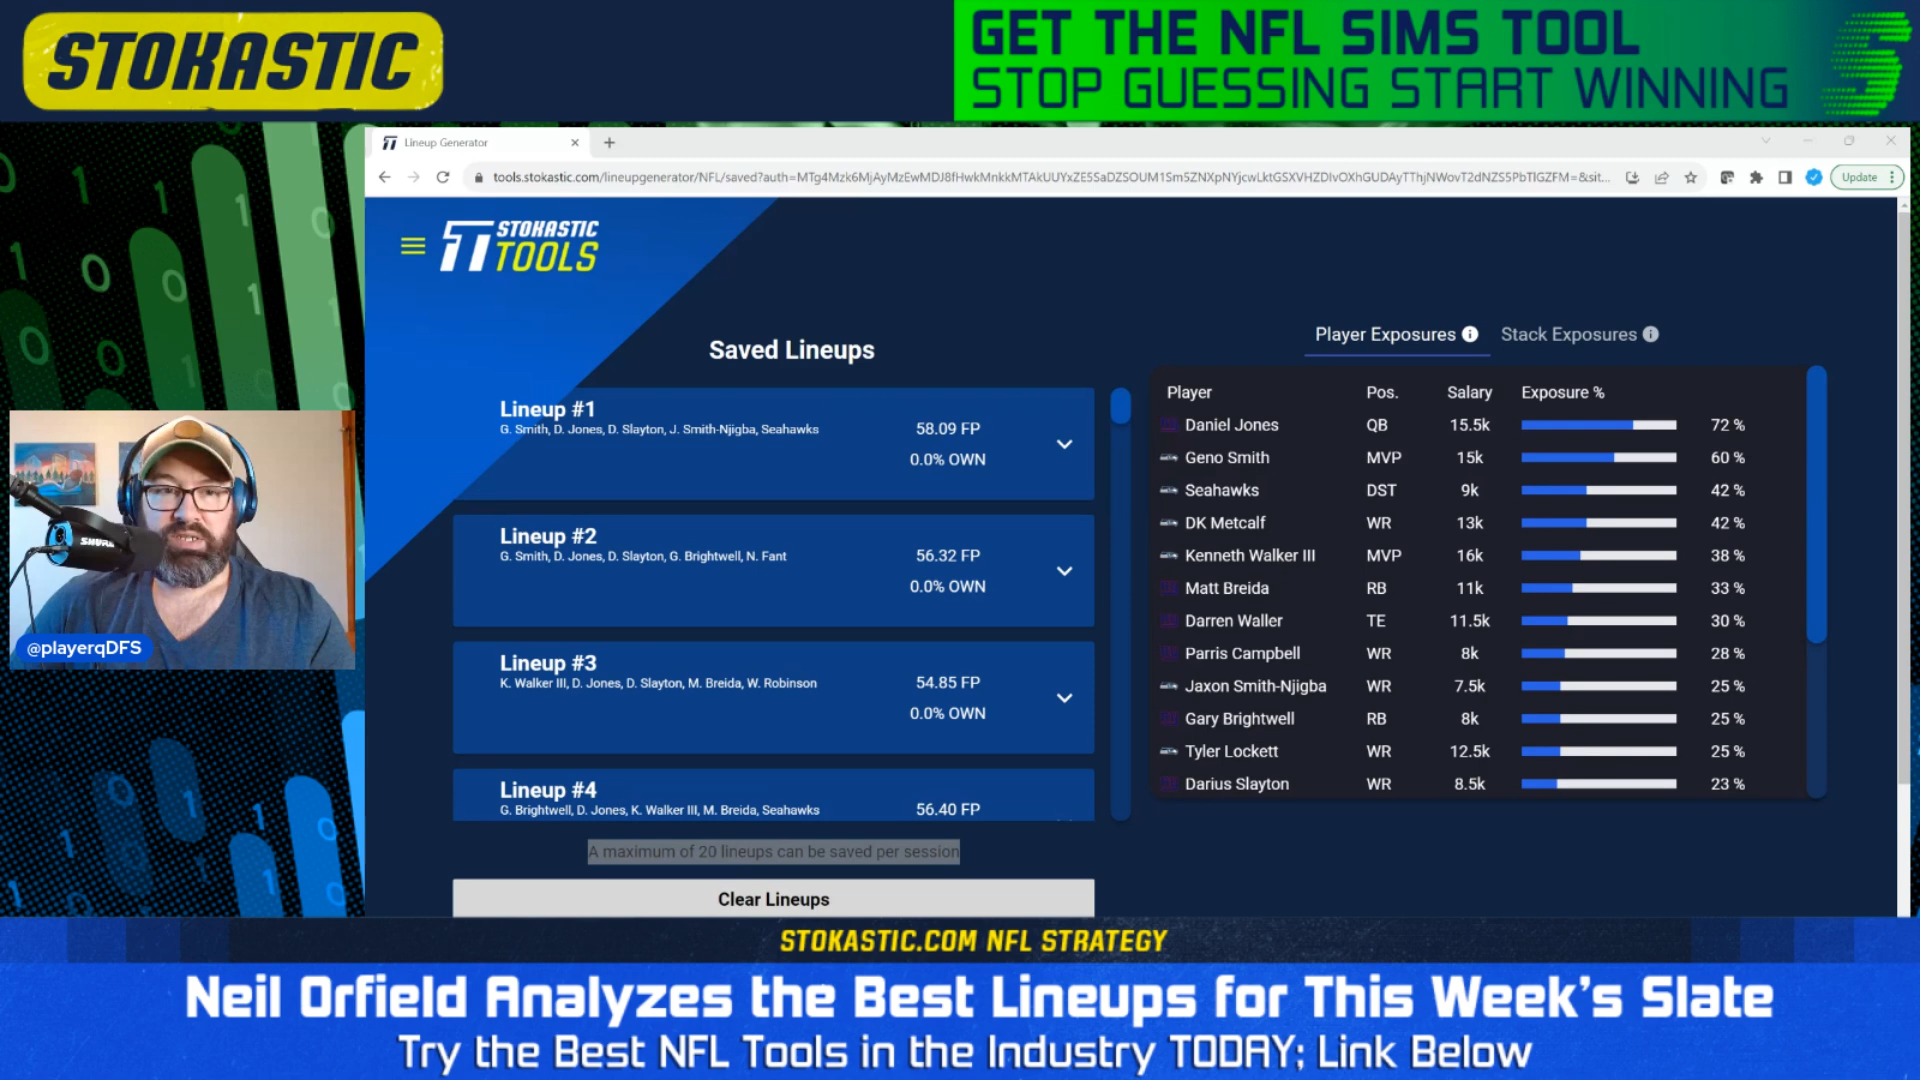 STOKASTIC
GET THE NFL SIMS TOOL
STOP GUESSING START WINNING
Lineup Generator
Update
STOKASTIC
TOOLS
Saved Lineups
Lineup #1
G. Smith, D. Jones, D. Slayton, J. Smith-Njigba, Seahawks
58.09 FP
0.0% OWN
Lineup #2
G. Smith, D. Jones, D. Slayton, G. Brightwell, N. Fant
56.32 FP
0.0% OWN
Lineup #3
K. Walker III, D. Jones, D. Slayton, M. Breida, W. Robinson
54.85 FP
0.0% OWN
Lineup #4
G. Brightwell, D. Jones, K. Walker III, M. Breida, Seahawks
56.40 FP
A maximum of 20 lineups can be saved per session
Clear Lineups
Player Exposures Stack Exposures
Player Pos. Salary Exposure %
Daniel Jones QB 15.5k 72 %
Geno Smith MVP 15k 60 %
Seahawks DST 9k 42 %
DK Metcalf WR 13k 42 %
Kenneth Walker III MVP 16k 38 %
Matt Breida RB 11k 33 %
Darren Waller TE 11.5k 30 %
Parris Campbell WR 8k 28 %
Jaxon Smith-Njigba WR 7.5k 25 %
Gary Brightwell RB 8k 25 %
Tyler Lockett WR 12.5k 25 %
Darius Slayton WR 8.5k 23 %
SHURE
@playerqDFS
STOKASTIC.COM NFL STRATEGY
Neil Orfield Analyzes the Best Lineups for This Week's Slate
Try the Best NFL Tools in the Industry TODAY; Link Below